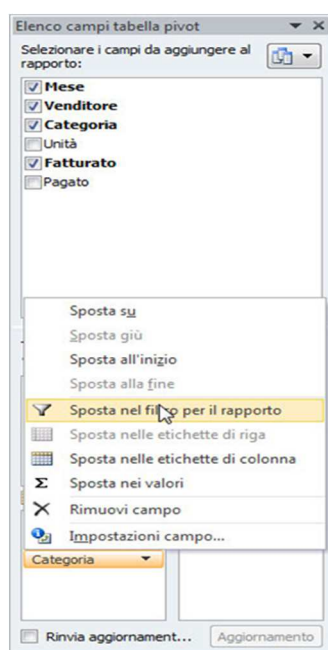 Elenco campi tabella pivot
Selezionare i campi da aggiungere al
rapporto:
Mese
Venditore
Categoria
Unità
Fatturato
Pagato
Sposta su
Sposta giù
Sposta all'inizio
Sposta alla fine
Sposta nel filtro per il rapporto
Sposta nelle etichette di riga
Sposta nelle etichette di colonna
Σ Sposta nei valori
Rimuovi campo
Impostazioni campo...
Categoria
Rinvia aggiornament... Aggiornamento